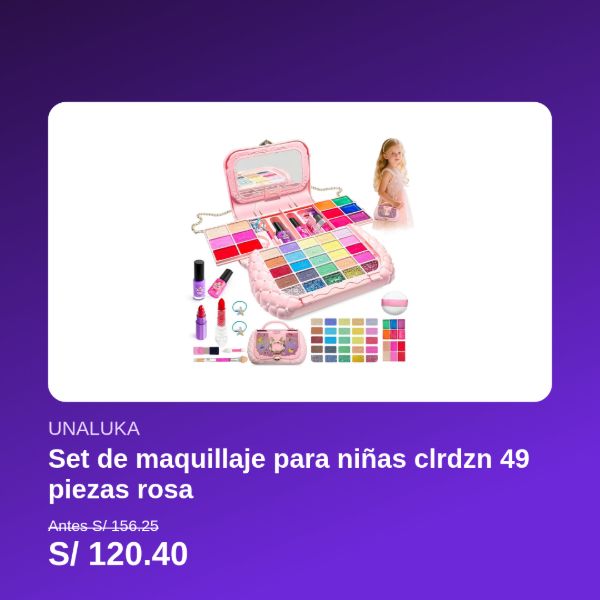 UNALUKA
Set de maquillaje para niñas clrdzn 49
piezas rosa
Antes S/ 156.25
S/ 120.40